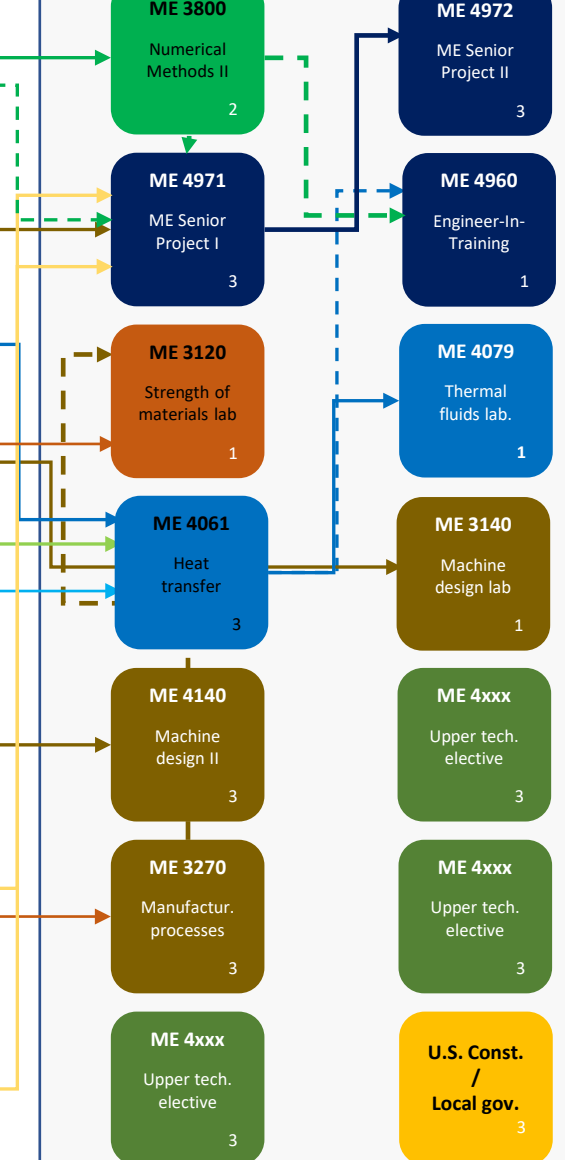 ME 3800
Numerical
Methods II
2
ME 4971
ME Senior
Project I
3
ME 3120
Strength of
materials lab
1
ME 4061
Heat
transfer
3
ME 4140
Machine
design II
3
ME 3270
Manufactur.
processes
3
ME 4xxx
Upper tech.
elective
3
ME 4972
ME Senior
Project II
3
ME 4960
Engineer-In-
Training
1
ME 4079
Thermal
fluids lab.
1
ME 3140
Machine
design lab
1
ME 4xxx
Upper tech.
elective
3
ME 4xxx
Upper tech.
elective
3
U.S. Const.
/
Local gov.
3